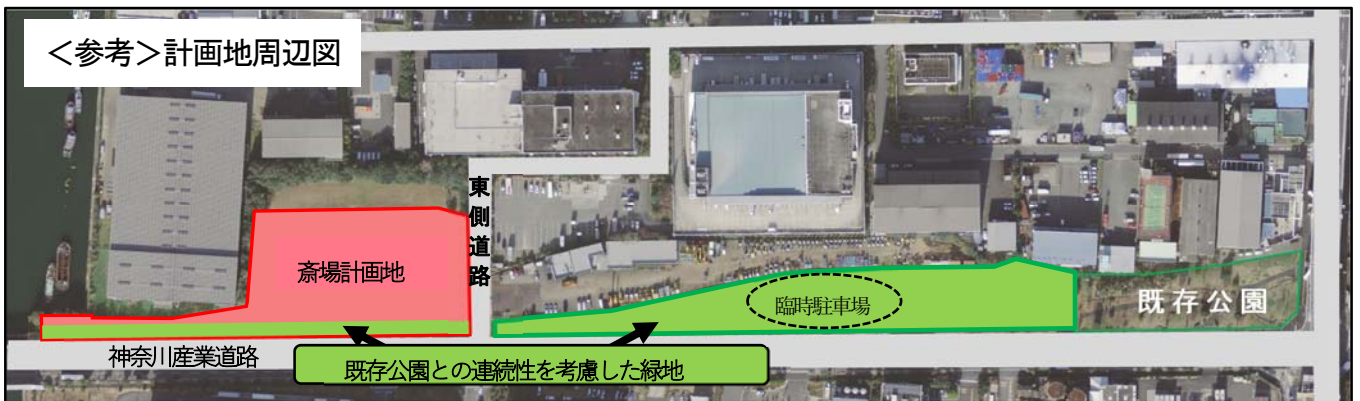 ＜参考＞計画地周辺図
東側道路
斎場計画地
臨時駐車場
既存公園
神奈川産業道路
既存公園との連続性を考慮した緑地